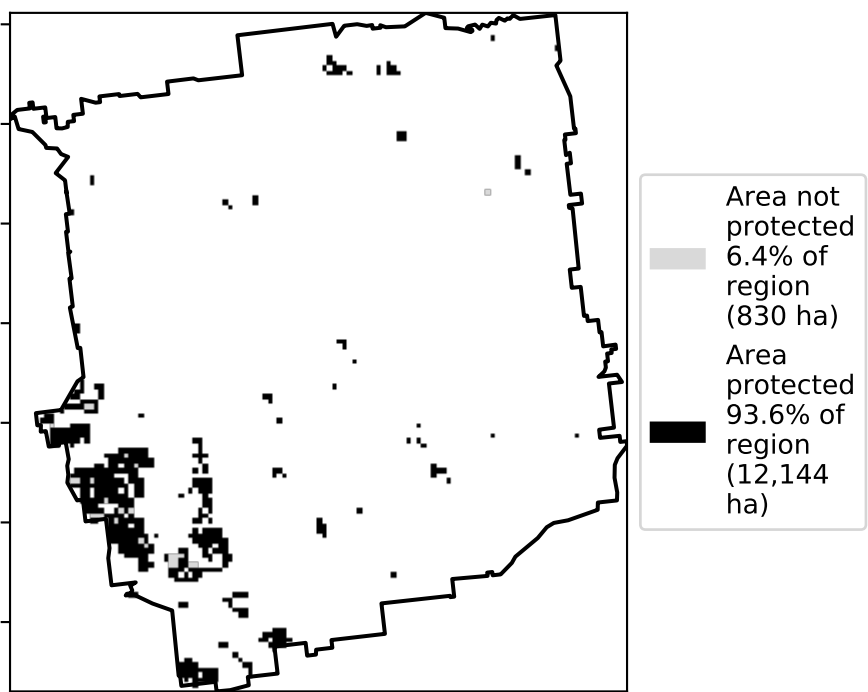 Area not
protected
6.4% of
region
(830 ha)
Area
protected
93.6% of
region
(12,144
ha)